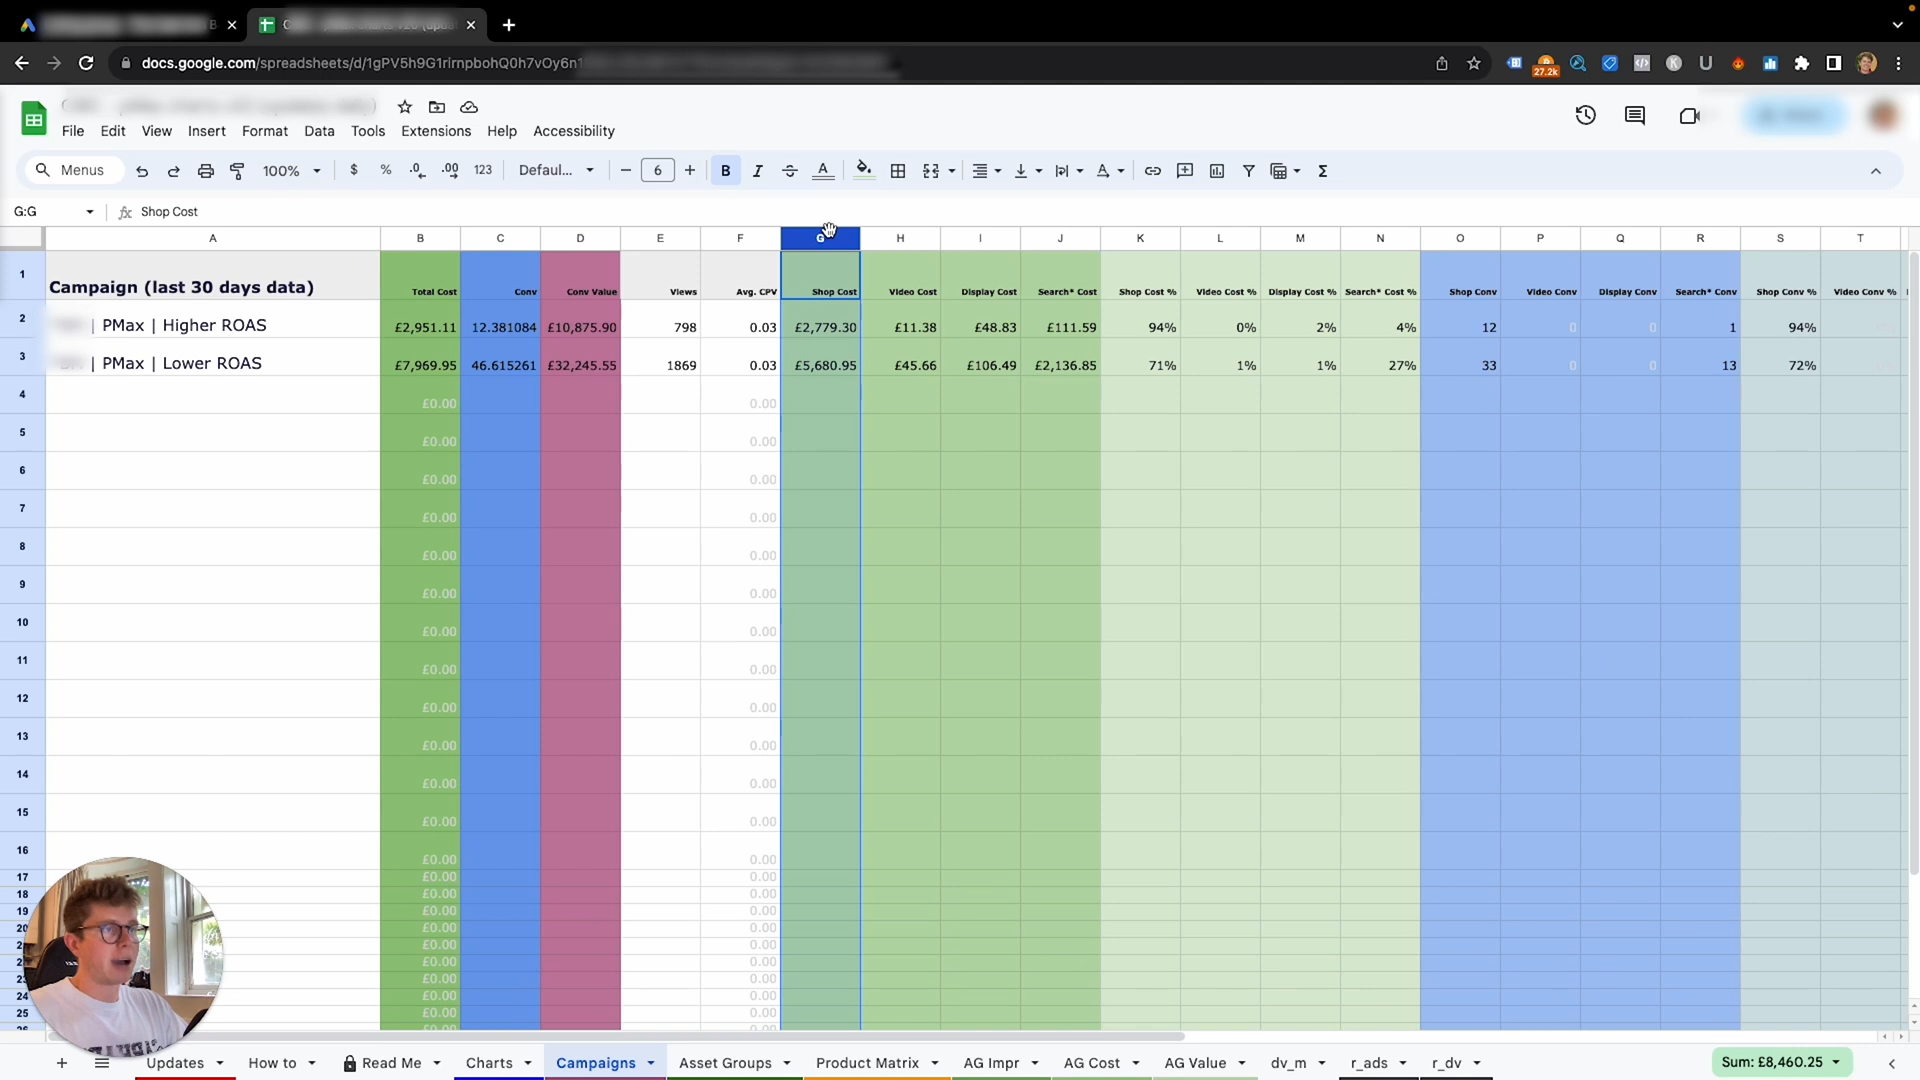 docs.google.com/spreadsheets/d/1gPV5h9G1rirnpbohQ0h7vOy6n1
27.2k
File Edit View Insert Format Data Tools Extensions Help Accessibility
Menus 100% $ % .0 .00 123 Defaul... 6 B I A
G:G fx Shop Cost
A B C D E F G H I J K L M N O P Q R S T
1 Campaign (last 30 days data) Total Cost Conv Conv Value Views Avg. CPV Shop Cost Video Cost Display Cost Search* Cost Shop Cost % Video Cost % Display Cost % Search* Cost % Shop Conv Video Conv Display Conv Search* Conv Shop Conv % Video Conv %
2 | PMax | Higher ROAS £2,951.11 12.381084 £10,875.90 798 0.03 £2,779.30 £11.38 £48.83 £111.59 94% 0% 2% 4% 12 0 0 1 94%
3 | PMax | Lower ROAS £7,969.95 46.615261 £32,245.55 1869 0.03 £5,680.95 £45.66 £106.49 £2,136.85 71% 1% 1% 27% 33 0 0 13 72%
4 £0.00 0.00
5 £0.00 0.00
6 £0.00 0.00
7 £0.00 0.00
8 £0.00 0.00
9 £0.00 0.00
10 £0.00 0.00
11 £0.00 0.00
12 £0.00 0.00
13 £0.00 0.00
14 £0.00 0.00
15 £0.00 0.00
16 £0.00 0.00
17 £0.00 0.00
18 £0.00 0.00
19 £0.00 0.00
£0.00 0.00
£0.00 0.00
£0.00 0.00
£0.00 0.00
24 £0.00 0.00
25 £0.00 0.00
£0.00 0.00
Updates How to Read Me Charts Campaigns Asset Groups Product Matrix AG Impr AG Cost AG Value dv_m r_ads r_dv Sum: £8,460.25